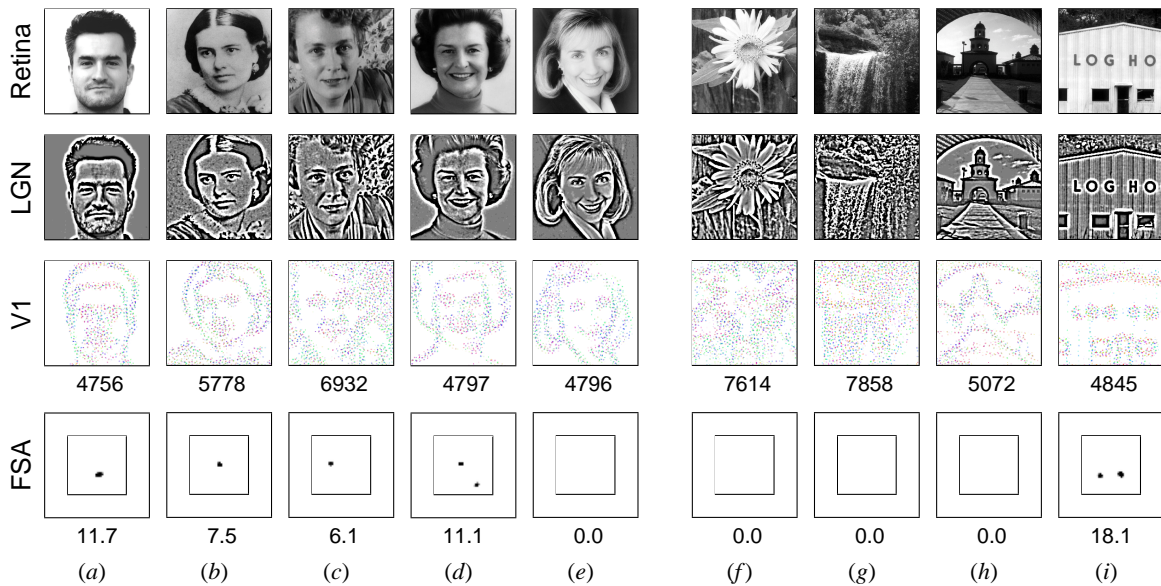 Retina
LOG HO
LGN
LOG HO
V1
4756 5778 6932 4797 4796 7614 7858 5072 4845
FSA
11.7 7.5 6.1 11.1 0.0 0.0 0.0 0.0 18.1
(a) (b) (c) (d) (e) (f) (g) (h) (i)